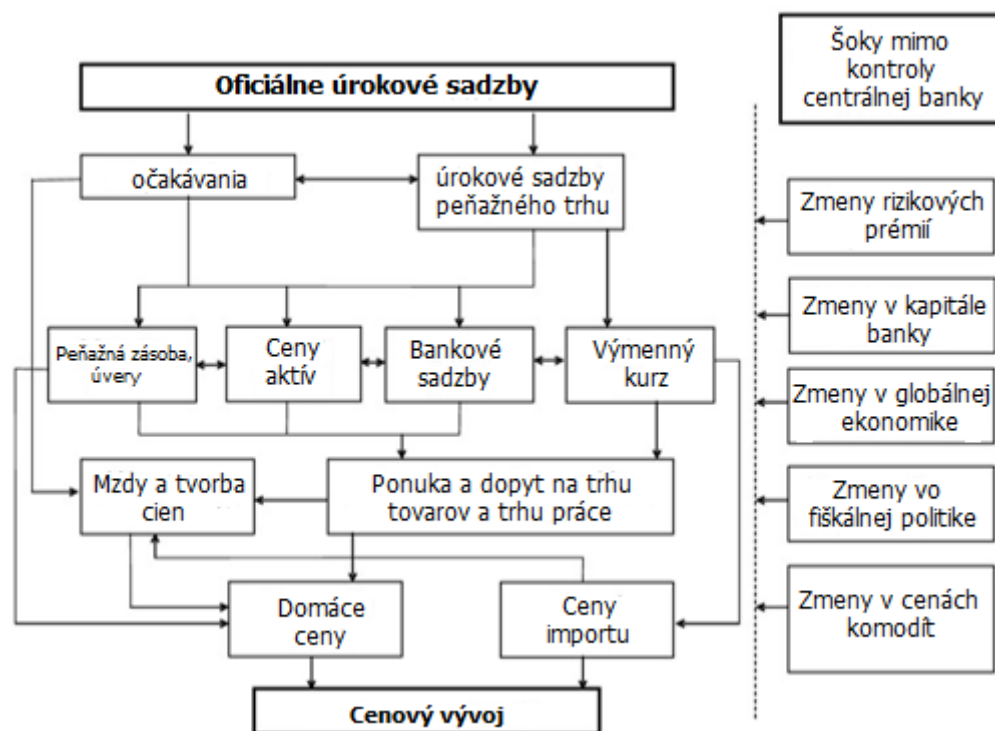 Oficiálne úrokové sadzby
Šoky mimo
kontroly
centrálnej banky
očakávania
úrokové sadzby
peňažného trhu
Zmeny rizikových
prémií
Peňažná zásoba,
úvery
Ceny
aktív
Bankové
sadzby
Výmenný
kurz
Zmeny v kapitále
banky
Zmeny v globálnej
ekonomike
Mzdy a tvorba
cien
Ponuka a dopyt na trhu
tovarov a trhu práce
Zmeny vo
fiškálnej politike
Domáce
ceny
Ceny
importu
Zmeny v cenách
komodít
Cenový vývoj